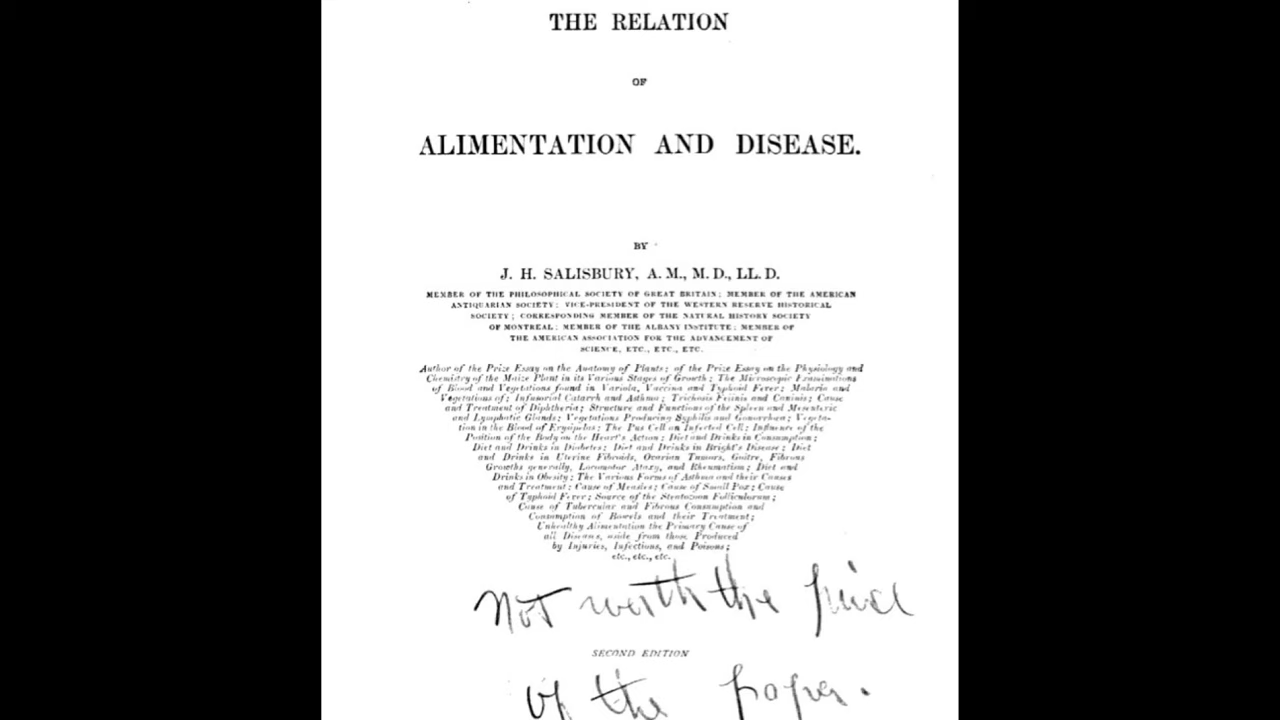 THE RELATION
OF
ALIMENTATION AND DISEASE.
BY
J. H. SALISBURY, A. M., M. D., LL. D.
MEMBER OF THE PHILOSOPHICAL SOCIETY OF GREAT BRITAIN; MEMBER OF THE AMERICAN
ANTIQUARIAN SOCIETY; VICE-PRESIDENT OF THE WESTERN RESERVE HISTORICAL
SOCIETY; CORRESPONDING MEMBER OF THE NATURAL HISTORY SOCIETY
OF MONTREAL; MEMBER OF THE ALBANY INSTITUTE; MEMBER OF
THE AMERICAN ASSOCIATION FOR THE ADVANCEMENT OF
SCIENCE, ETC., ETC., ETC.
Author of the Prize Essay on the Anatomy of Plants; of the Prize Essay on the Physiology and
Chemistry of the Maize Plant in its Various Stages of Growth; The Microscopic Examinations
of Blood and Vegetations found in Variola, Vaccina and Typhoid Fever; Malaria and
Vegetations of; Infusorial Catarrh and Asthma; Trichosis Felinis and Caninis; Cause
and Treatment of Diphtheria; Structure and Functions of the Spleen and Mesenteric
and Lymphatic Glands; Vegetations Producing Syphilis and Gonorrhœa; Vegeta-
tion in the Blood of Erysipelas; The Pus Cell an Infected Cell; Influence of the
Position of the Body on the Heart's Action; Diet and Drinks in Consumption;
Diet and Drinks in Diabetes; Diet and Drinks in Bright's Disease; Diet
and Drinks in Uterine Fibroids, Ovarian Tumors, Goitre, Fibrous
Growths generally, Locomotor Ataxy, and Rheumatism; Diet and
Drinks in Obesity; The Various Forms of Asthma and their Causes
and Treatment; Cause of Measles; Cause of Small Pox; Cause
of Typhoid Fever; Source of the Steatozoon Folliculorum;
Cause of Tubercular and Fibrous Consumption and
Consumption of Bowels and their Treatment;
Unhealthy Alimentation the Primary Cause of
all Diseases, aside from those Produced
by Injuries, Infections, and Poisons;
etc., etc., etc.
Not worth the price
SECOND EDITION
of the paper.